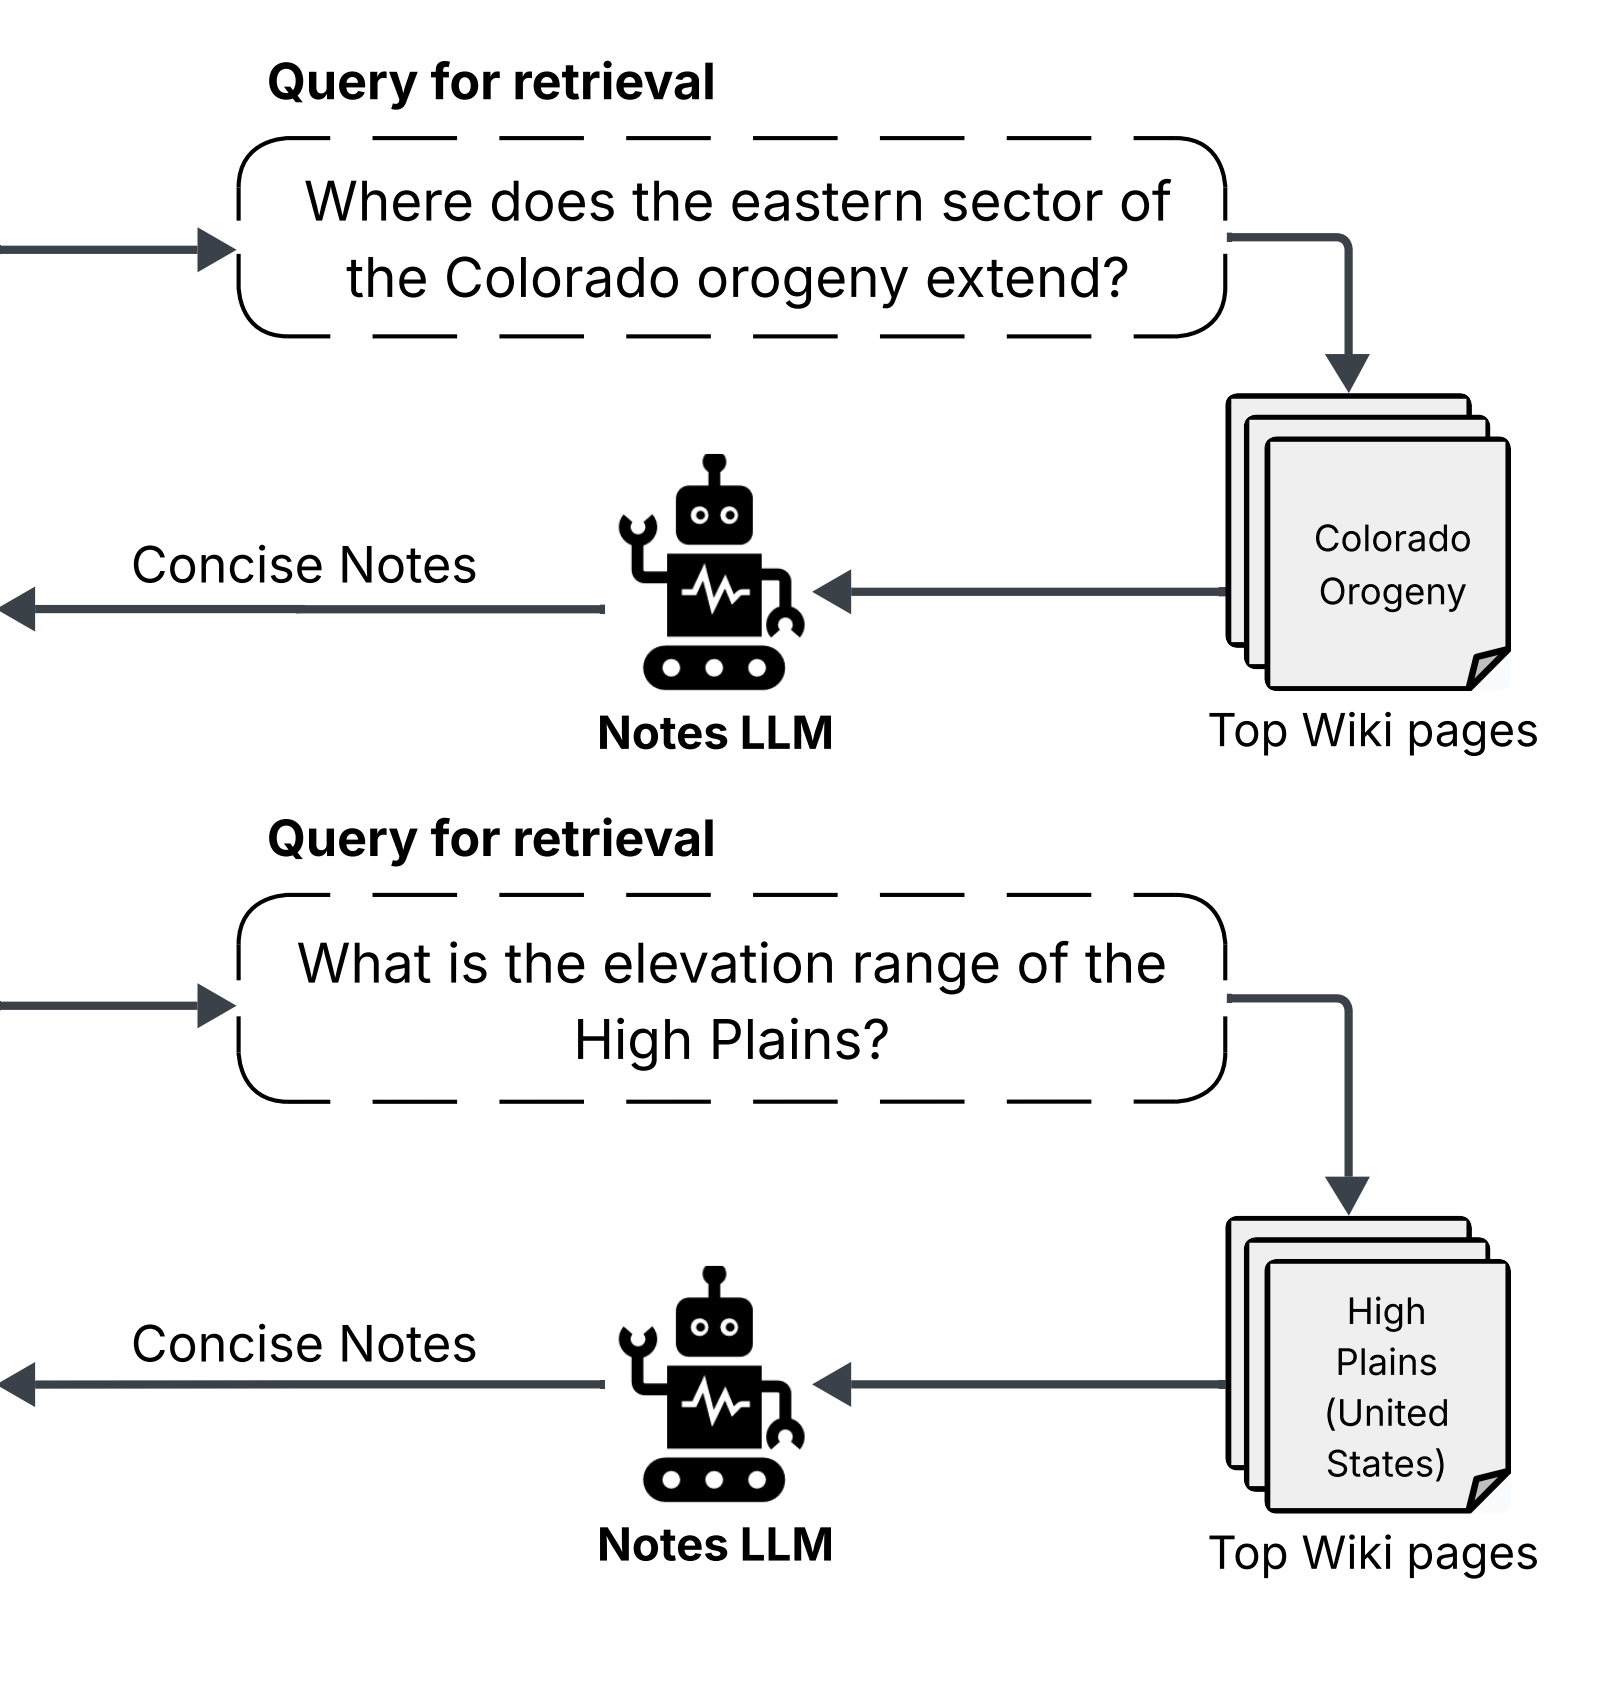 Query for retrieval
Where does the eastern sector of
the Colorado orogeny extend?
Colorado
Orogeny
Concise Notes
Notes LLM
Top Wiki pages
Query for retrieval
What is the elevation range of the
High Plains?
High
Plains
(United
States)
Concise Notes
Notes LLM
Top Wiki pages